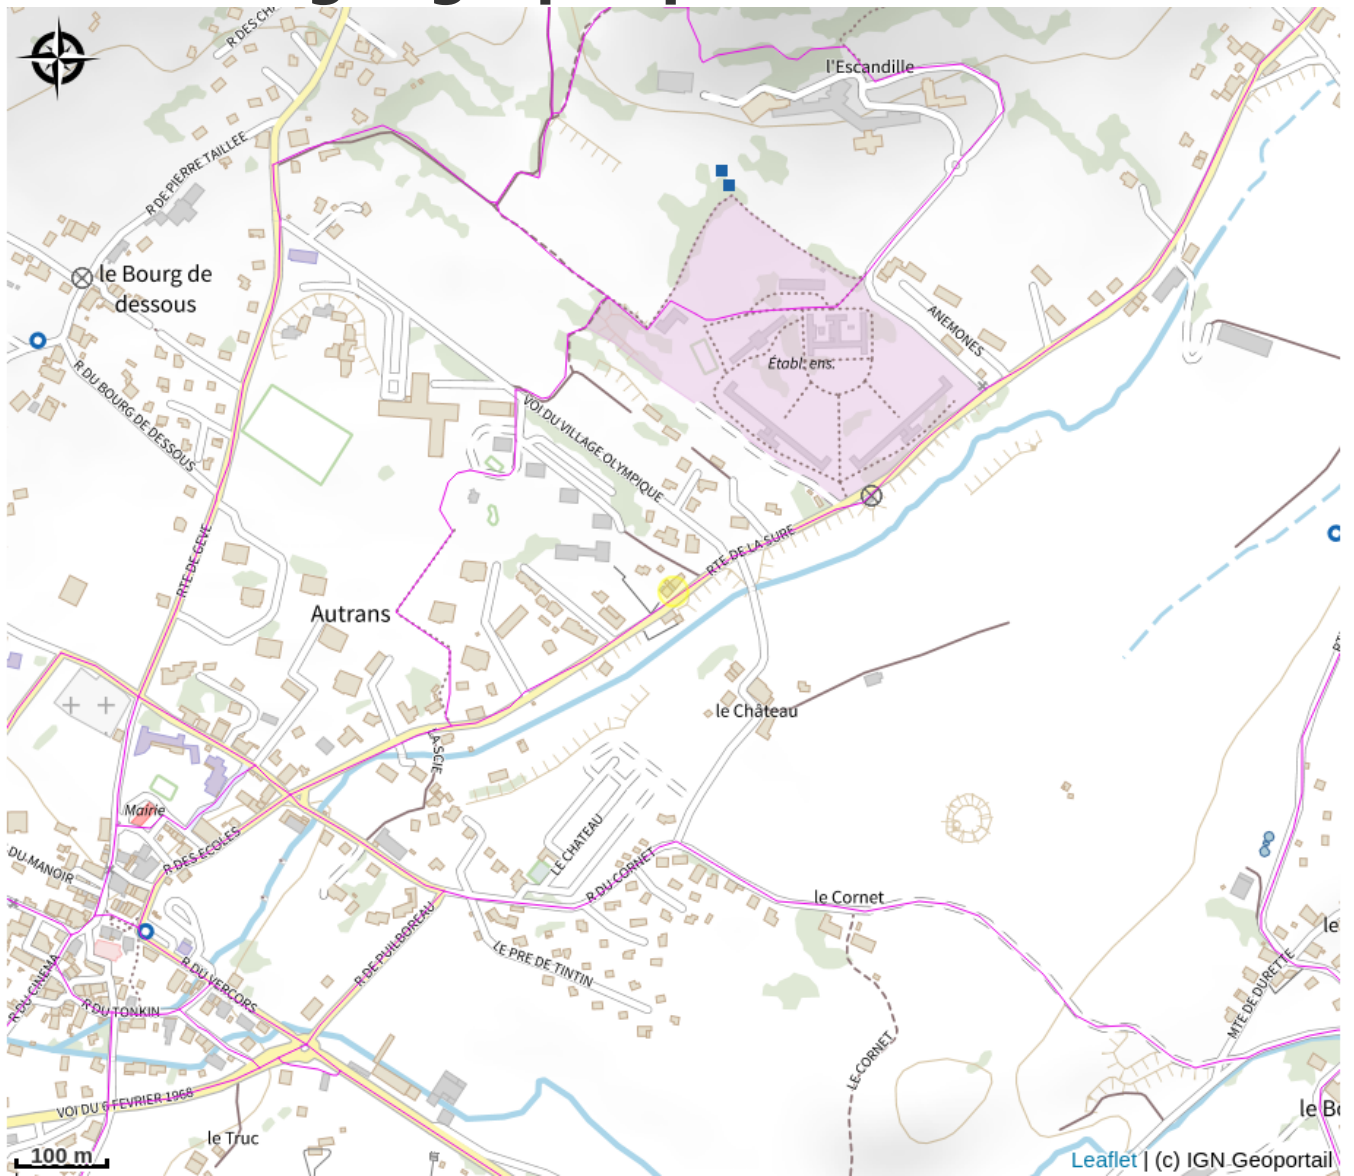 R DES CH
l'Escandille
R DE PIERRE TAILLEE
le Bourg de
dessous
ANEMONES
Établ. ens.
R DU BOURG DE DESSOUS
VOI DU VILLAGE OLYMPIQUE
RTE DE GEVE
RTE DE LA SURE
Autrans
le Château
LA SCIE
Mairie
LE CHATEAU
R DES ECOLES
DU MANOIR
R DU CORNET
le Cornet
R DE PUILBOREAU
LE PRE DE TINTIN
le
R DU CINEMA
R DU VERCORS
MTE DE DURETTE
R DU TONKIN
LE CORNET
VOI DU 6 FEVRIER 1968
le Bo
le Truc
100 m
Leaflet | (c) IGN Geoportail